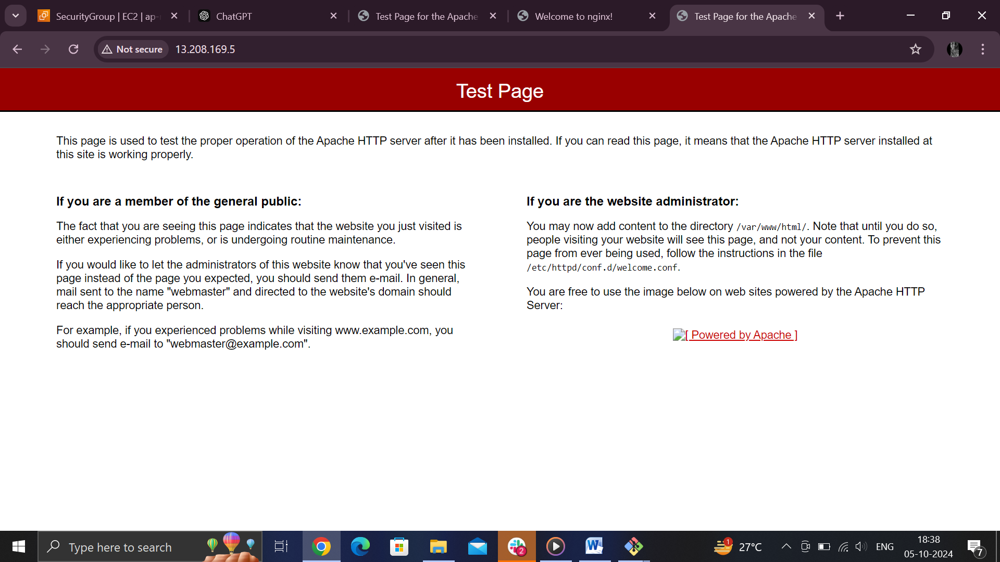 SecurityGroup | EC2 | ap-
ChatGPT
Test Page for the Apache
Welcome to nginx!
Test Page for the Apache
Not secure
13.208.169.5
Test Page
This page is used to test the proper operation of the Apache HTTP server after it has been installed. If you can read this page, it means that the Apache HTTP server installed at
this site is working properly.
If you are a member of the general public:
The fact that you are seeing this page indicates that the website you just visited is
either experiencing problems, or is undergoing routine maintenance.
If you would like to let the administrators of this website know that you've seen this
page instead of the page you expected, you should send them e-mail. In general,
mail sent to the name "webmaster" and directed to the website's domain should
reach the appropriate person.
For example, if you experienced problems while visiting www.example.com, you
should send e-mail to "webmaster@example.com".
If you are the website administrator:
You may now add content to the directory /var/www/html/. Note that until you do so,
people visiting your website will see this page, and not your content. To prevent this
page from ever being used, follow the instructions in the file
/etc/httpd/conf.d/welcome.conf.
You are free to use the image below on web sites powered by the Apache HTTP
Server:
[ Powered by Apache ]
Type here to search
2
W
1
27°C
ENG
18:38
05-10-2024
7